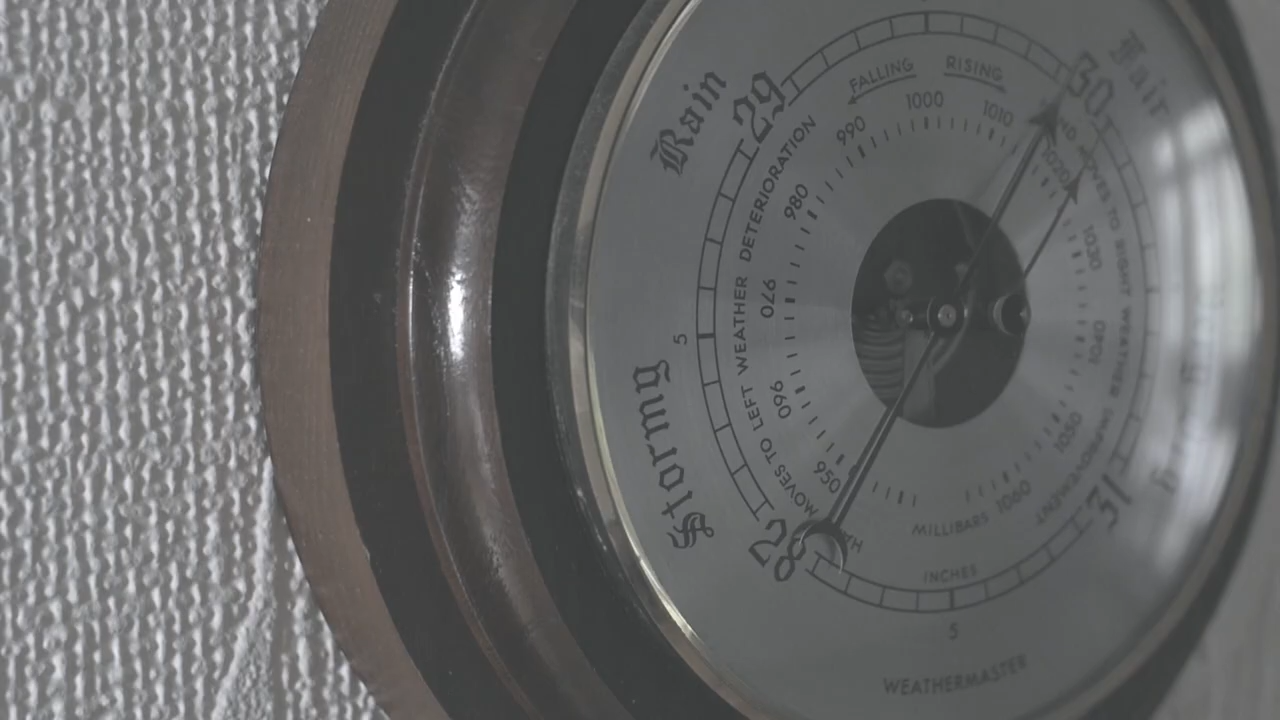 Rain
29
FALLING
RISING
30
Fair
Stormy
5
28
31
MOVES TO LEFT WEATHER DETERIORATION
MOVES TO RIGHT WEATHER IMPROVEMENT
HAND
950
960
970
980
990
1000
1010
1020
1030
1050
1060
MILLIBARS
INCHES
5
WEATHERMASTER